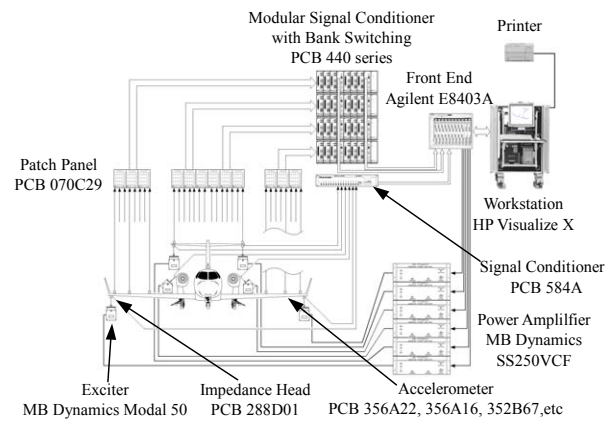 Modular Signal Conditioner
with Bank Switching
PCB 440 series
Printer
Front End
Agilent E8403A
Patch Panel
PCB 070C29
Workstation
HP Visualize X
Signal Conditioner
PCB 584A
Power Amplilfier
MB Dynamics
SS250VCF
Exciter
MB Dynamics Modal 50
Impedance Head
PCB 288D01
Accelerometer
PCB 356A22, 356A16, 352B67,etc